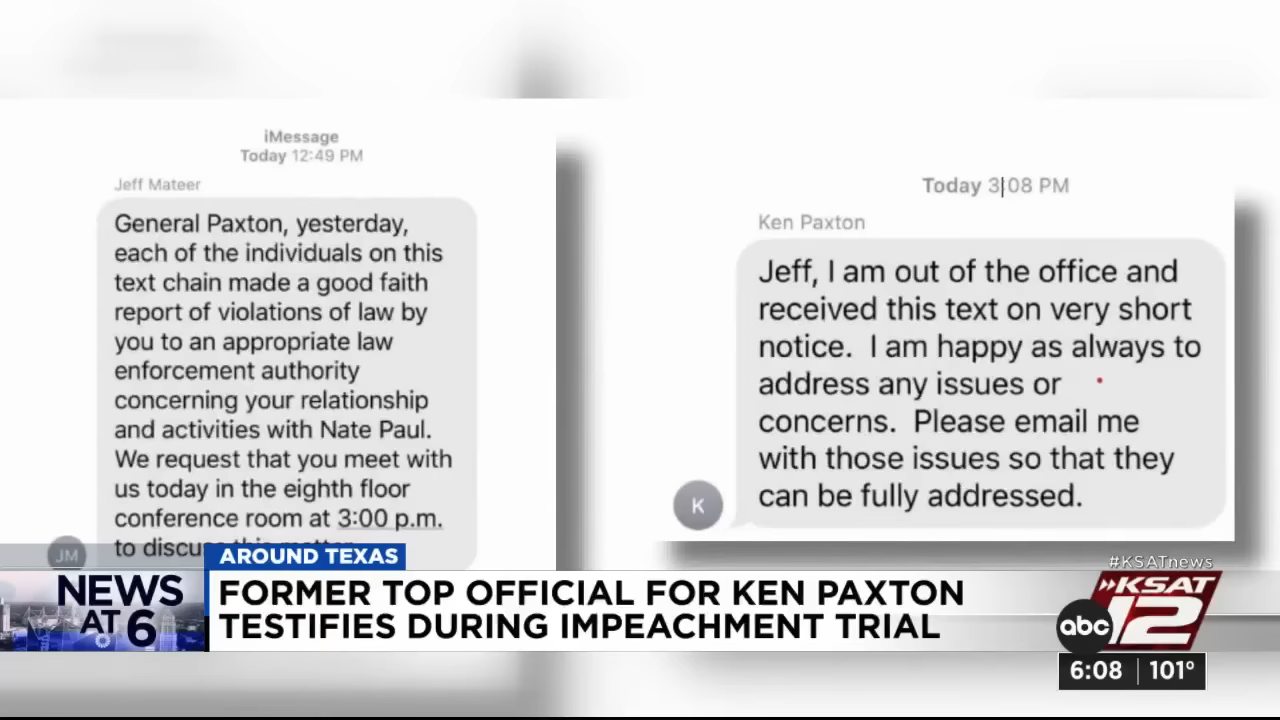 iMessage
Today 12:49 PM
Jeff Mateer
General Paxton, yesterday,
each of the individuals on this
text chain made a good faith
report of violations of law by
you to an appropriate law
enforcement authority
concerning your relationship
and activities with Nate Paul.
We request that you meet with
us today in the eighth floor
conference room at 3:00 p.m.
to discuss this matter.
JM
Today 3:08 PM
Ken Paxton
Jeff, I am out of the office and
received this text on very short
notice.  I am happy as always to
address any issues or
concerns.  Please email me
with those issues so that they
can be fully addressed.
K
AROUND TEXAS
NEWS
AT 6
FORMER TOP OFFICIAL FOR KEN PAXTON
TESTIFIES DURING IMPEACHMENT TRIAL
#KSATnews
KSAT
abc 12
6:08 101°